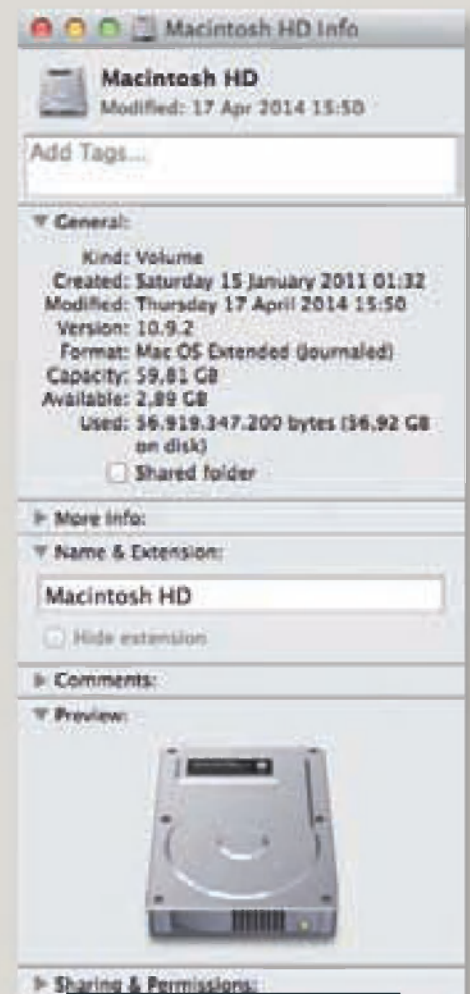 Macintosh HD Info
Macintosh HD
Modified: 17 Apr 2014 15:50
Add Tags...
General:
Kind: Volume
Created: Saturday 15 January 2011 01:32
Modified: Thursday 17 April 2014 15:50
Version: 10.9.2
Format: Mac OS Extended (Journaled)
Capacity: 59,81 GB
Available: 2,89 GB
Used: 56.919.347.200 bytes (56,92 GB
on disk)
Shared folder
More Info:
Name & Extension:
Macintosh HD
Hide extension
Comments:
Preview:
Sharing & Permissions: